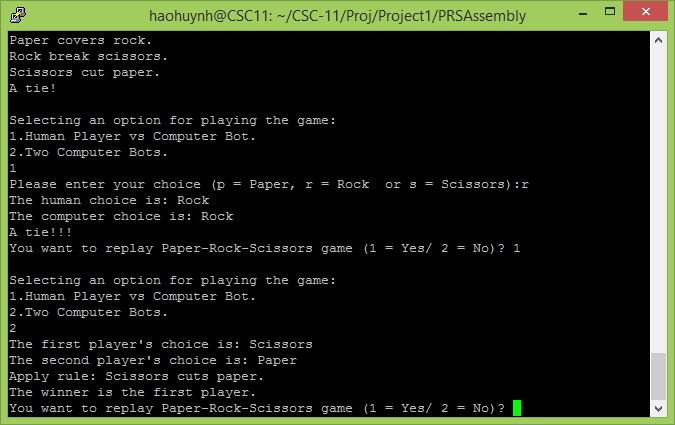 haohuynh@CSC11: ~/CSC-11/Proj/Project1/PRSAssembly
Paper covers rock.
Rock break scissors.
Scissors cut paper.
A tie!
Selecting an option for playing the game:
1.Human Player vs Computer Bot.
2.Two Computer Bots.
1
Please enter your choice (p = Paper, r = Rock  or s = Scissors):r
The human choice is: Rock
The computer choice is: Rock
A tie!!!
You want to replay Paper-Rock-Scissors game (1 = Yes/ 2 = No)? 1
Selecting an option for playing the game:
1.Human Player vs Computer Bot.
2.Two Computer Bots.
2
The first player's choice is: Scissors
The second player's choice is: Paper
Apply rule: Scissors cuts paper.
The winner is the first player.
You want to replay Paper-Rock-Scissors game (1 = Yes/ 2 = No)?